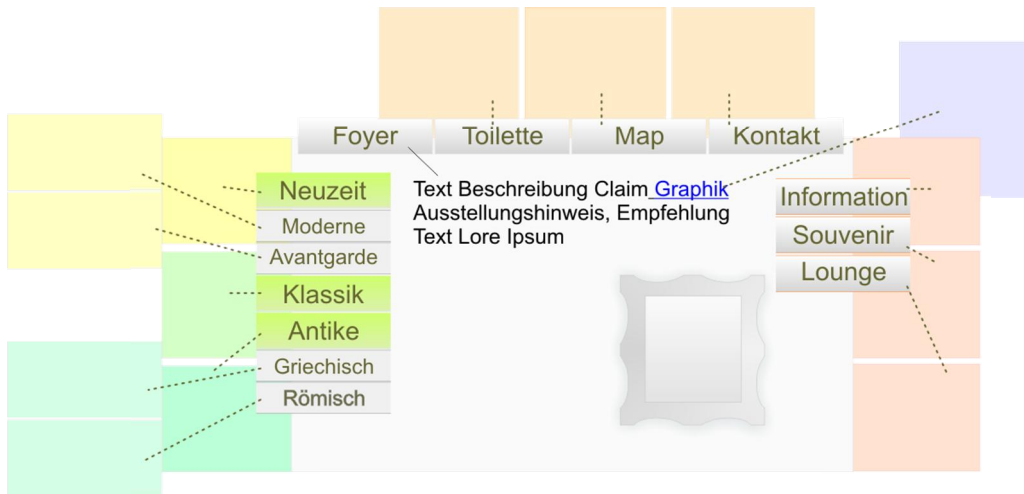 Foyer
Toilette
Map
Kontakt
Neuzeit
Moderne
Avantgarde
Klassik
Antike
Griechisch
Römisch
Text Beschreibung Claim Graphik
Ausstellungshinweis, Empfehlung
Text Lore Ipsum
Information
Souvenir
Lounge